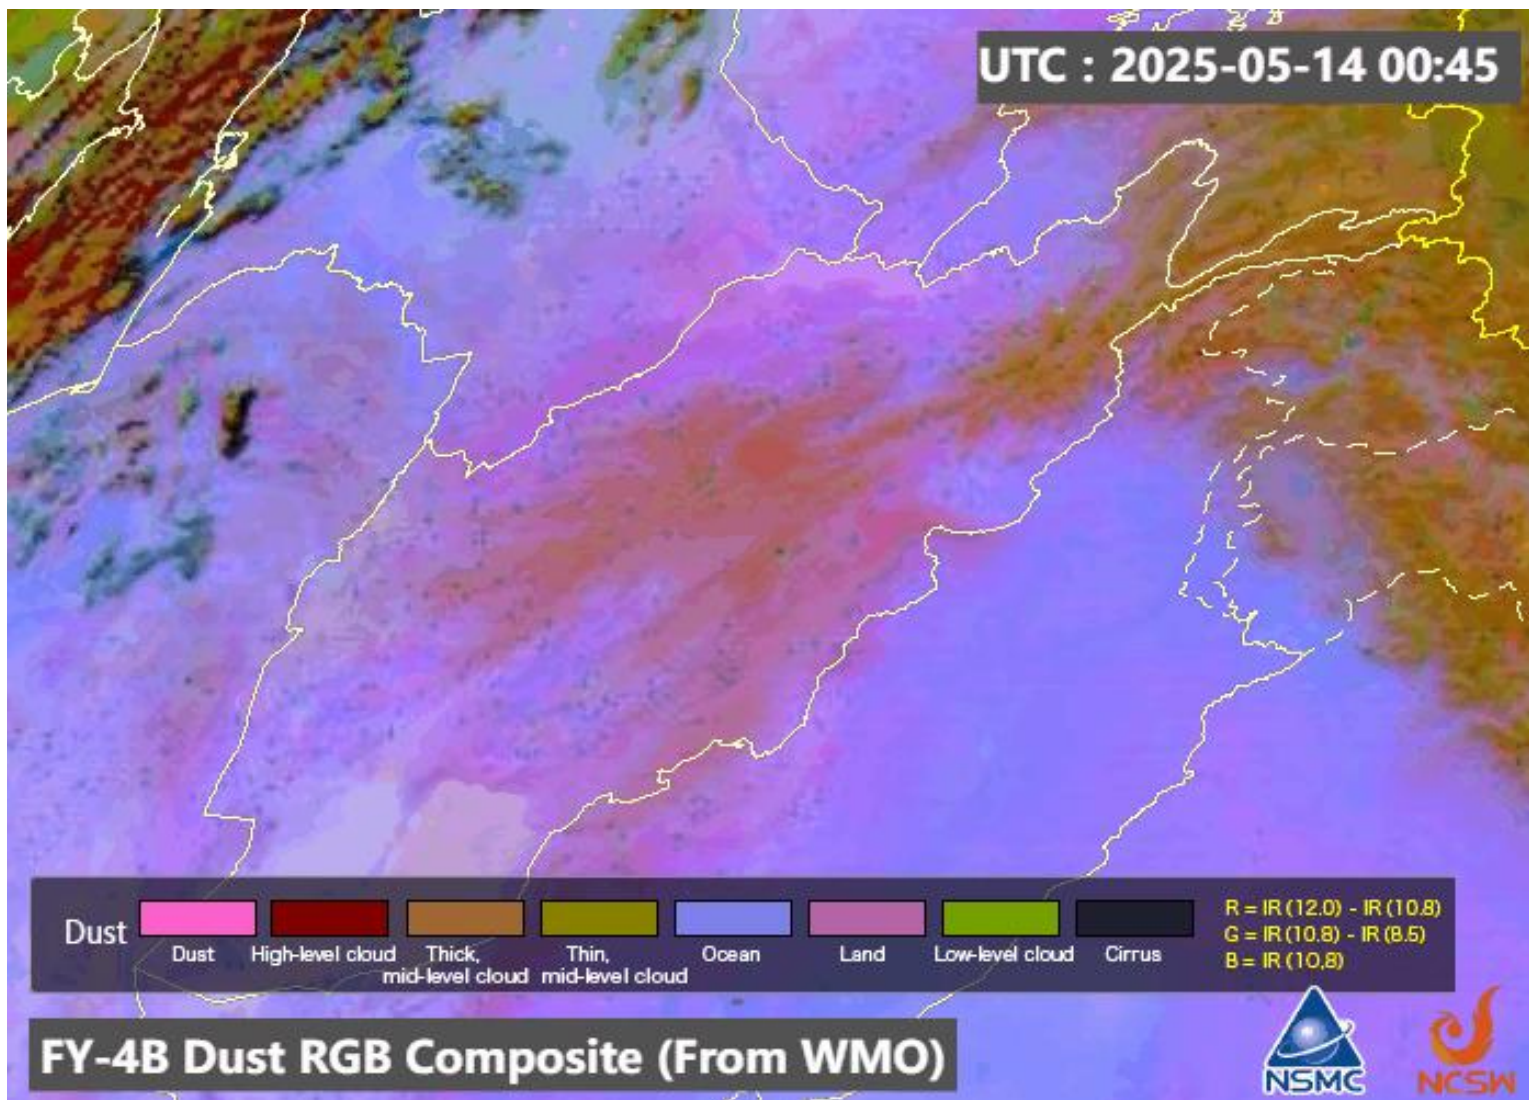 UTC : 2025-05-14 00:45
Dust
Dust
High-level cloud
Thick,
mid-level cloud
Thin,
mid-level cloud
Ocean
Land
Low-level cloud
Cirrus
R = IR (12.0) - IR (10.8)
G = IR (10.8) - IR (8.5)
B = IR (10,8)
FY-4B Dust RGB Composite (From WMO)
NSMC
NCSW